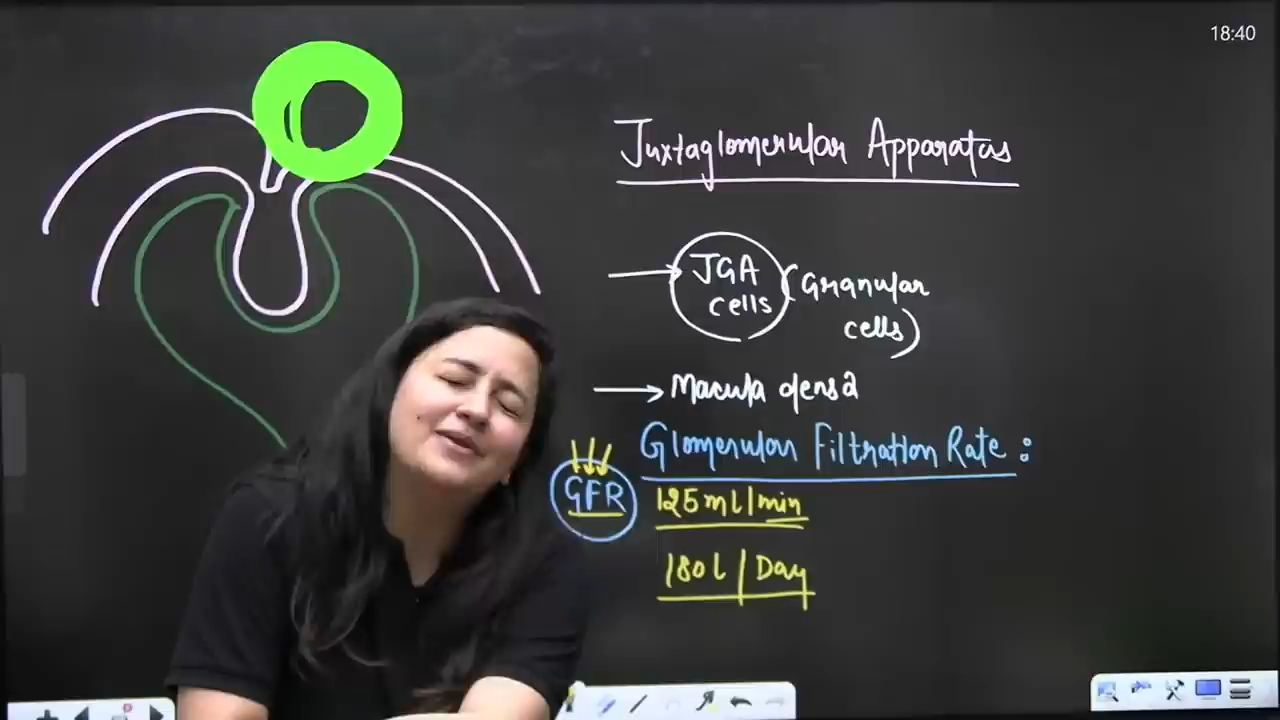 18:40
Juxtaglomerular Apparatus
JGA cells (Granular cells)
Macula densa
Glomerular Filtration Rate :
GFR
125ml/min
180l/Day